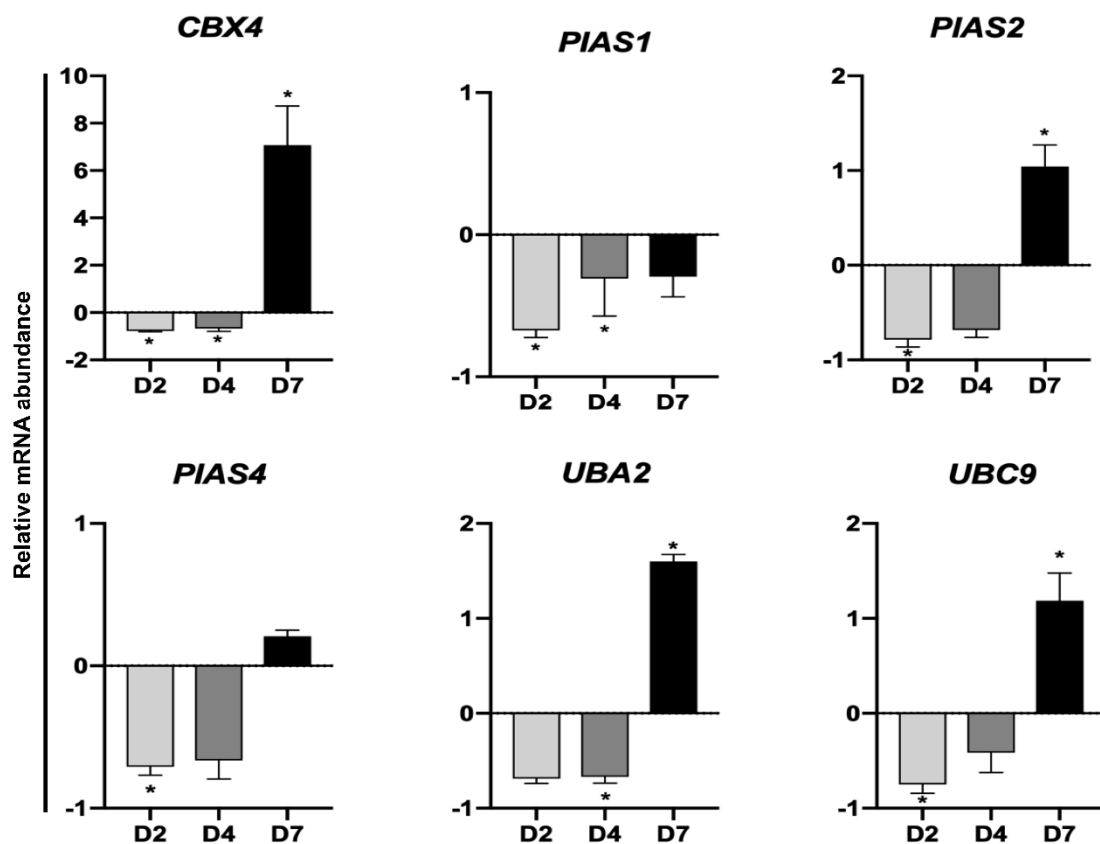 CBX4
PIAS1
PIAS2
Relative mRNA abundance
10
8
6
4
2
0
-2
*
*
*
D2 D4 D7
1
0
-1
*
*
D2 D4 D7
2
1
0
-1
*
*
D2 D4 D7
PIAS4
UBA2
UBC9
1
0
-1
*
D2 D4 D7
2
1
0
-1
*
*
D2 D4 D7
2
1
0
-1
*
*
D2 D4 D7